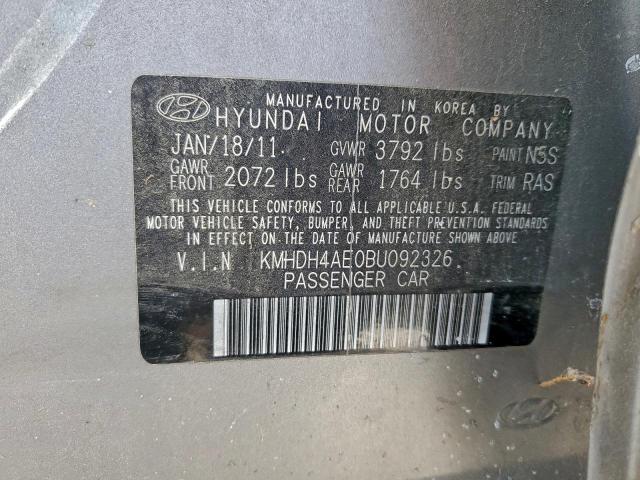 MANUFACTURED IN KOREA BY
HYUNDAI MOTOR COMPANY
JAN/18/11 GVWR 3792 lbs PAINT N5S
GAWR FRONT 2072 lbs GAWR REAR 1764 lbs TRIM RAS
THIS VEHICLE CONFORMS TO ALL APPLICABLE U.S.A. FEDERAL
MOTOR VEHICLE SAFETY, BUMPER, AND THEFT PREVENTION STANDARDS
IN EFFECT ON THE DATE OF MANUFACTURE SHOWN ABOVE.
V.I.N KMHDH4AE0BU092326
PASSENGER CAR